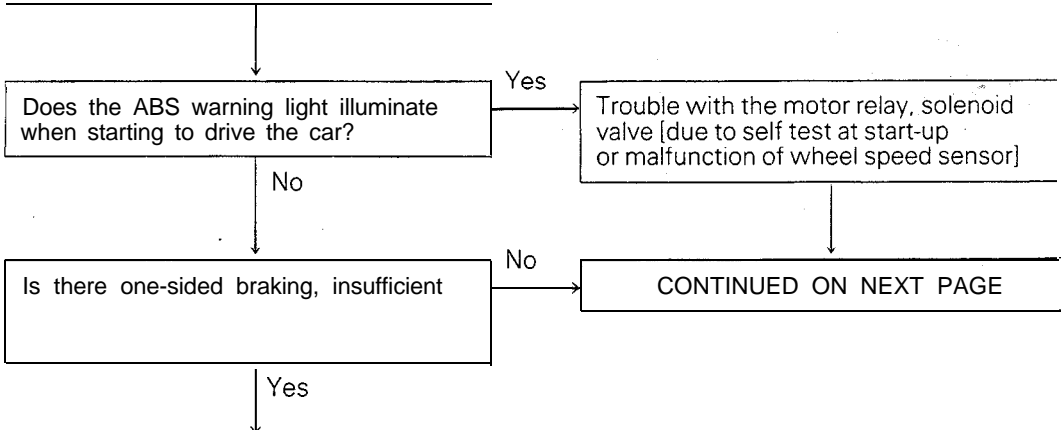 Does the ABS warning light illuminate
when starting to drive the car?
Yes
Trouble with the motor relay, solenoid
valve [due to self test at start-up
or malfunction of wheel speed sensor]
No
Is there one-sided braking, insufficient
No
CONTINUED ON NEXT PAGE
Yes